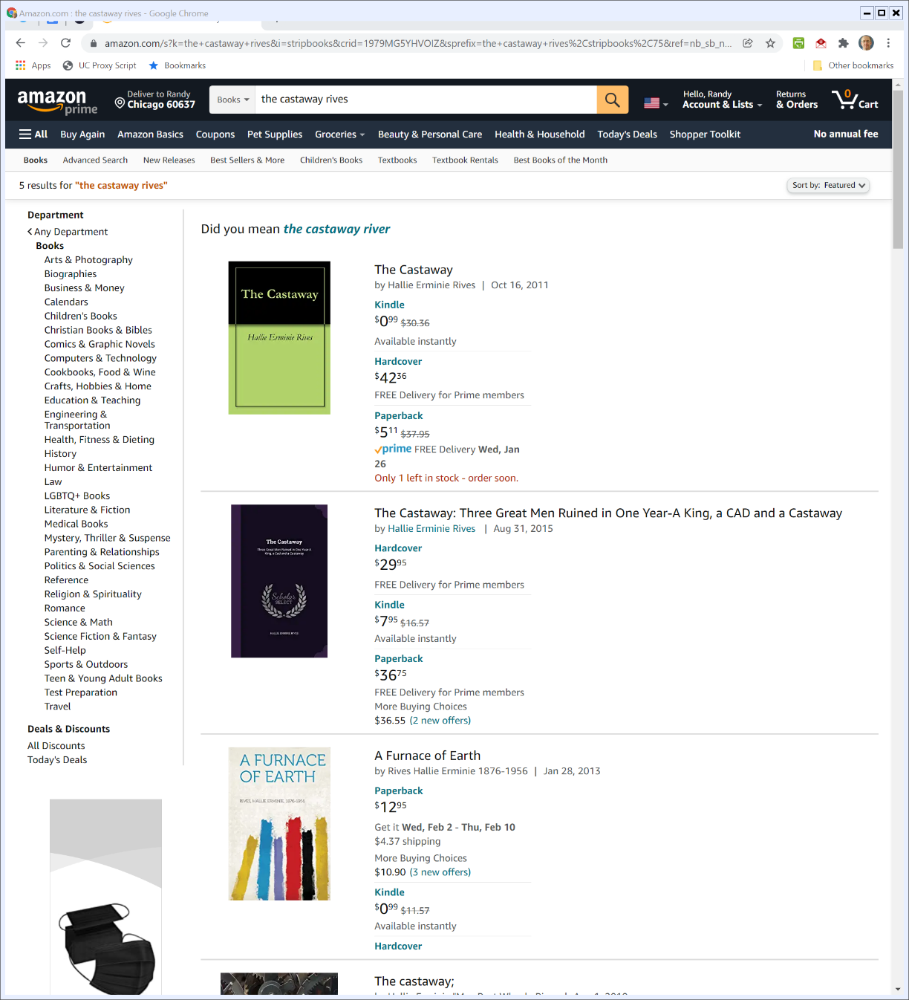 Amazon.com : the castaway rives - Google Chrome
amazon.com/s?k=the+castaway+rives&i=stripbooks&crid=1979MG5YHVOIZ&sprefix=the+castaway+rives%2Cstripbooks%2C75&ref=nb_sb_n...
Apps
UC Proxy Script
Bookmarks
Other bookmarks
amazon
prime
Deliver to Randy
Chicago 60637
Books
the castaway rives
Hello, Randy
Account & Lists
Returns
& Orders
0
Cart
All
Buy Again
Amazon Basics
Coupons
Pet Supplies
Groceries
Beauty & Personal Care
Health & Household
Today's Deals
Shopper Toolkit
No annual fee
Books
Advanced Search
New Releases
Best Sellers & More
Children's Books
Textbooks
Textbook Rentals
Best Books of the Month
5 results for "the castaway rives"
Sort by: Featured
Department
Any Department
Books
Arts & Photography
Biographies
Business & Money
Calendars
Children's Books
Christian Books & Bibles
Comics & Graphic Novels
Computers & Technology
Cookbooks, Food & Wine
Crafts, Hobbies & Home
Education & Teaching
Engineering &
Transportation
Health, Fitness & Dieting
History
Humor & Entertainment
Law
LGBTQ+ Books
Literature & Fiction
Medical Books
Mystery, Thriller & Suspense
Parenting & Relationships
Politics & Social Sciences
Reference
Religion & Spirituality
Romance
Science & Math
Science Fiction & Fantasy
Self-Help
Sports & Outdoors
Teen & Young Adult Books
Test Preparation
Travel
Deals & Discounts
All Discounts
Today's Deals
Did you mean the castaway river
The Castaway
Hallie Erminie Rives
The Castaway
by Hallie Erminie Rives | Oct 16, 2011
Kindle
$0.99 $30.36
Available instantly
Hardcover
$42.36
FREE Delivery for Prime members
Paperback
$5.11 $37.95
prime FREE Delivery Wed, Jan
26
Only 1 left in stock - order soon.
The Castaway
Three Great Men Ruined in One Year-A
King, a Cad and a Castaway
Scholar
SELECT
HALLIE ERMINIE RIVES
The Castaway: Three Great Men Ruined in One Year-A King, a CAD and a Castaway
by Hallie Erminie Rives | Aug 31, 2015
Hardcover
$29.95
FREE Delivery for Prime members
Kindle
$7.95 $16.57
Available instantly
Paperback
$36.75
FREE Delivery for Prime members
More Buying Choices
$36.55 (2 new offers)
A FURNACE
OF EARTH
RIVES, HALLIE ERMINIE, 1876-1956
A Furnace of Earth
by Rives Hallie Erminie 1876-1956 | Jan 28, 2013
Paperback
$12.95
Get it Wed, Feb 2 - Thu, Feb 10
$4.37 shipping
More Buying Choices
$10.90 (3 new offers)
Kindle
$0.99 $11.57
Available instantly
Hardcover
The castaway;